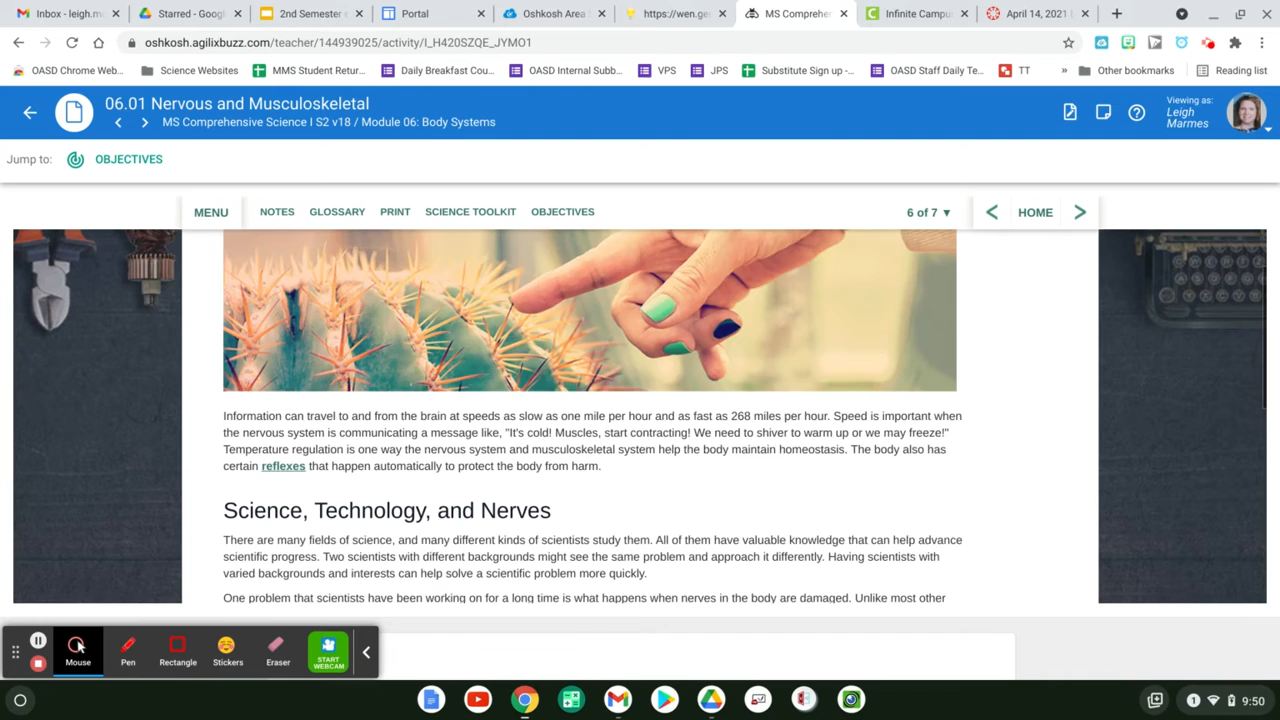 Inbox - leigh.m
Starred - Googl
2nd Semester
Portal
Oshkosh Area
https://wen.ge
MS Comprehen
Infinite Campu
April 14, 2021 (
oshkosh.agilixbuzz.com/teacher/144939025/activity/I_H420SZQE_JYMO1
OASD Chrome Web...
Science Websites
MMS Student Retur...
Daily Breakfast Cou...
OASD Internal Subb...
VPS
JPS
Substitute Sign up -...
OASD Staff Daily Te...
TT
»
Other bookmarks
Reading list
06.01 Nervous and Musculoskeletal
MS Comprehensive Science I S2 v18 / Module 06: Body Systems
Viewing as:
Leigh
Marmes
Jump to:
OBJECTIVES
MENU
NOTES
GLOSSARY
PRINT
SCIENCE TOOLKIT
OBJECTIVES
6 of 7 ▼
<
HOME
>
Information can travel to and from the brain at speeds as slow as one mile per hour and as fast as 268 miles per hour. Speed is important when
the nervous system is communicating a message like, "It's cold! Muscles, start contracting! We need to shiver to warm up or we may freeze!"
Temperature regulation is one way the nervous system and musculoskeletal system help the body maintain homeostasis. The body also has
certain reflexes that happen automatically to protect the body from harm.
Science, Technology, and Nerves
There are many fields of science, and many different kinds of scientists study them. All of them have valuable knowledge that can help advance
scientific progress. Two scientists with different backgrounds might see the same problem and approach it differently. Having scientists with
varied backgrounds and interests can help solve a scientific problem more quickly.
One problem that scientists have been working on for a long time is what happens when nerves in the body are damaged. Unlike most other
Mouse
Pen
Rectangle
Stickers
Eraser
START
WEBCAM
1
9:50